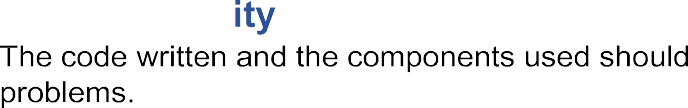 ity
The code written and the components used should
problems.